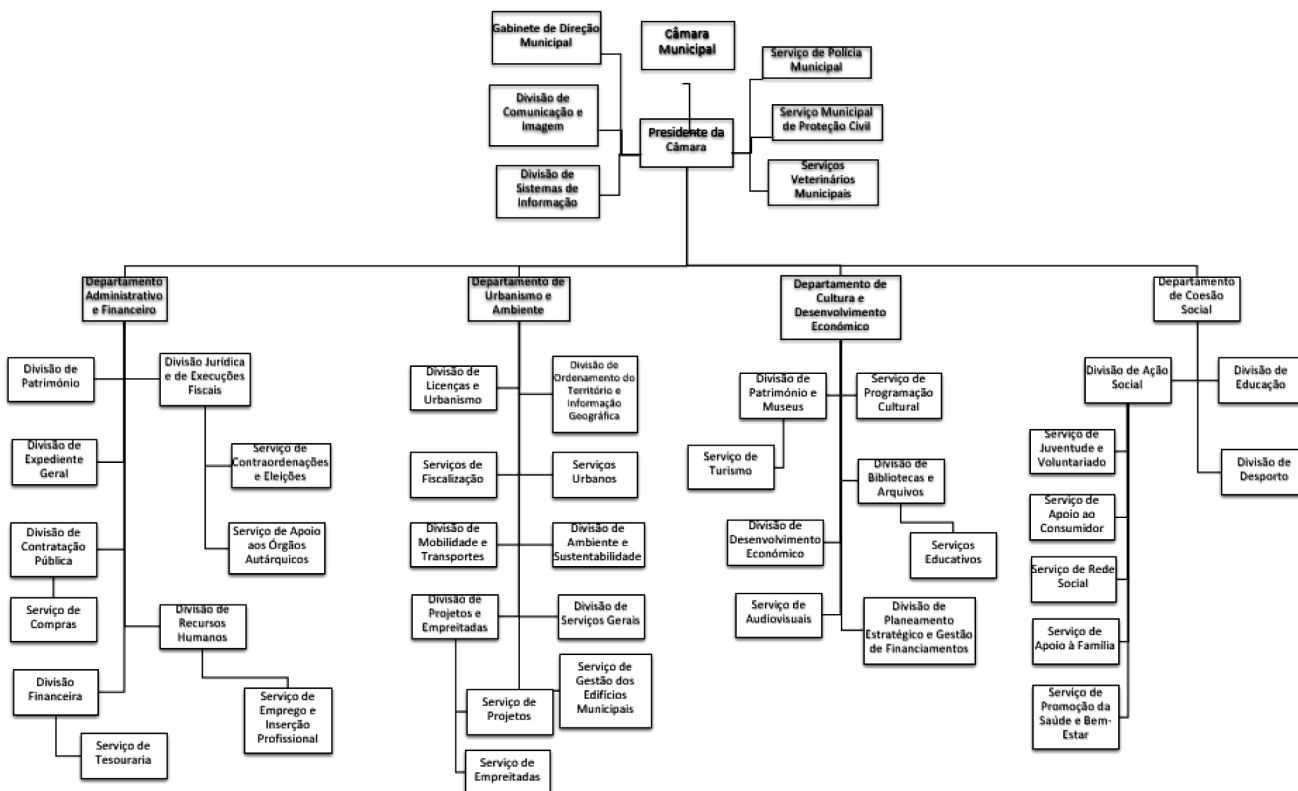 Gabinete de Direção
Municipal
Câmara
Municipal
Serviço de Polícia
Municipal
Divisão de
Comunicação e
Imagem
Presidente da
Câmara
Serviço Municipal
de Proteção Civil
Divisão de
Sistemas de
Informação
Serviços
Veterinários
Municipais
Departamento
Administrativo
e Financeiro
Departamento de
Urbanismo e
Ambiente
Departamento de
Cultura e
Desenvolvimento
Económico
Departamento
de Coesão
Social
Divisão de
Património
Divisão Jurídica
e de Execuções
Fiscais
Divisão de
Expediente
Geral
Serviço de
Contraordenações
e Eleições
Divisão de
Contratação
Pública
Serviço de Apoio
aos Órgãos
Autárquicos
Serviço de
Compras
Divisão de
Recursos
Humanos
Divisão
Financeira
Serviço de
Emprego e
Inserção
Profissional
Serviço de
Tesouraria
Divisão de
Licenças e
Urbanismo
Divisão de
Ordenamento do
Território e
Informação
Geográfica
Serviços de
Fiscalização
Serviços
Urbanos
Divisão de
Mobilidade e
Transportes
Divisão de
Ambiente e
Sustentabilidade
Divisão de
Projetos e
Empreitadas
Divisão de
Serviços Gerais
Serviço de
Projetos
Serviço de
Gestão dos
Edifícios
Municipais
Serviço de
Empreitadas
Divisão de
Património e
Museus
Serviço de
Programação
Cultural
Serviço de
Turismo
Divisão de
Bibliotecas e
Arquivos
Divisão de
Desenvolvimento
Económico
Serviços
Educativos
Serviço de
Audiovisuais
Divisão de
Planeamento
Estratégico e Gestão
de Financiamentos
Divisão de Ação
Social
Divisão de
Educação
Serviço de
Juventude e
Voluntariado
Divisão de
Desporto
Serviço de
Apoio ao
Consumidor
Serviço de Rede
Social
Serviço de
Apoio à Família
Serviço de
Promoção da
Saúde e Bem-
Estar